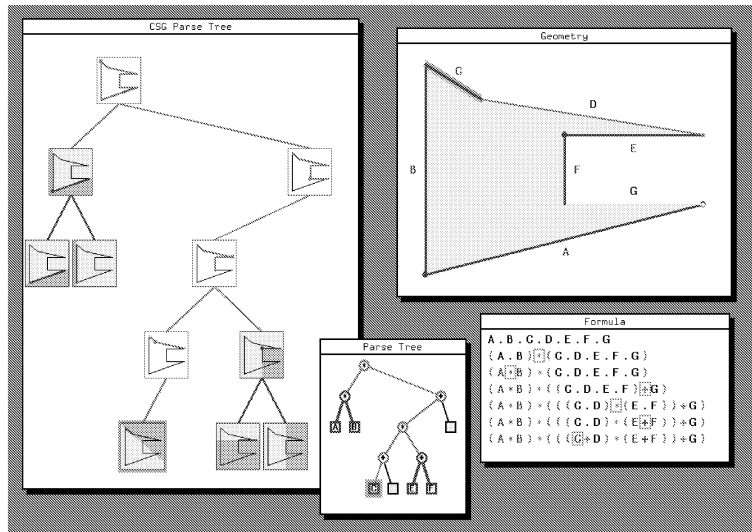 CSG Parse Tree
Geometry
C
D
E
B
F
G
A
Formula
A.B.C.D.E.F.G
(A.B)*(C.D.E.F.G)
(A*B)*(C.D.E.F.G)
(A*B)*((C.D.E.F)+G)
(A*B)*(((C.D)*(E.F))+G)
(A*B)*(((C.D)*(E+F))+G)
(A*B)*(((C+D)*(E+F))+G)
Parse Tree
A B
C E F